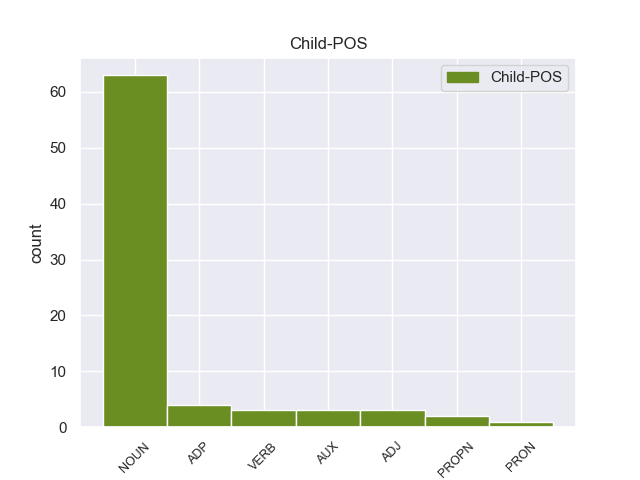 Child-POS
Child-POS
count
60
50
40
30
20
10
0
NOUN
ADP
VERB
AUX
ADJ
PROPN
PRON